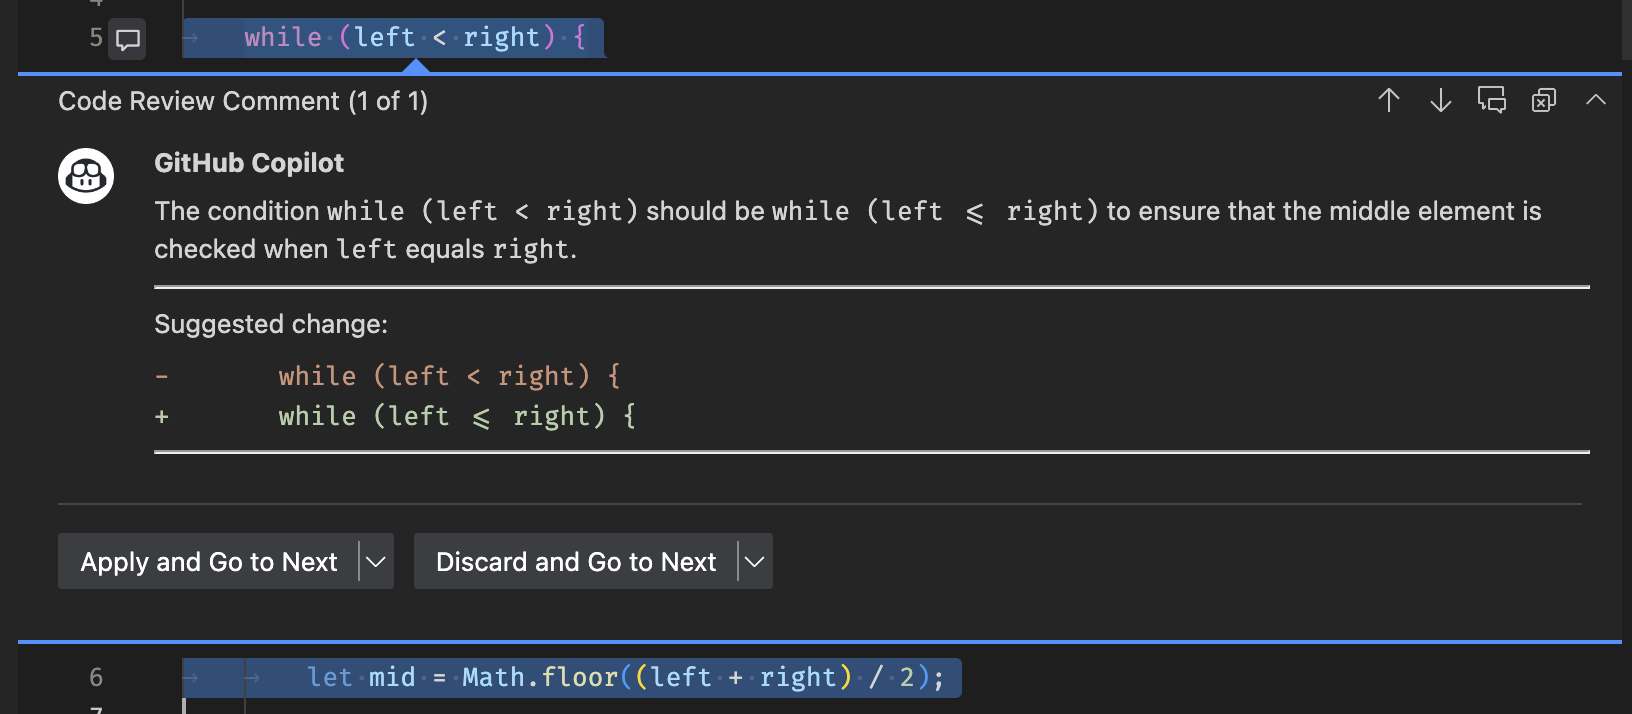 5 while (left < right) {
Code Review Comment (1 of 1)
GitHub Copilot
The condition while (left < right) should be while (left ⩽ right) to ensure that the middle element is
checked when left equals right.
Suggested change:
- while (left < right) {
+ while (left ⩽ right) {
Apply and Go to Next
Discard and Go to Next
6 let mid = Math.floor((left + right) / 2);